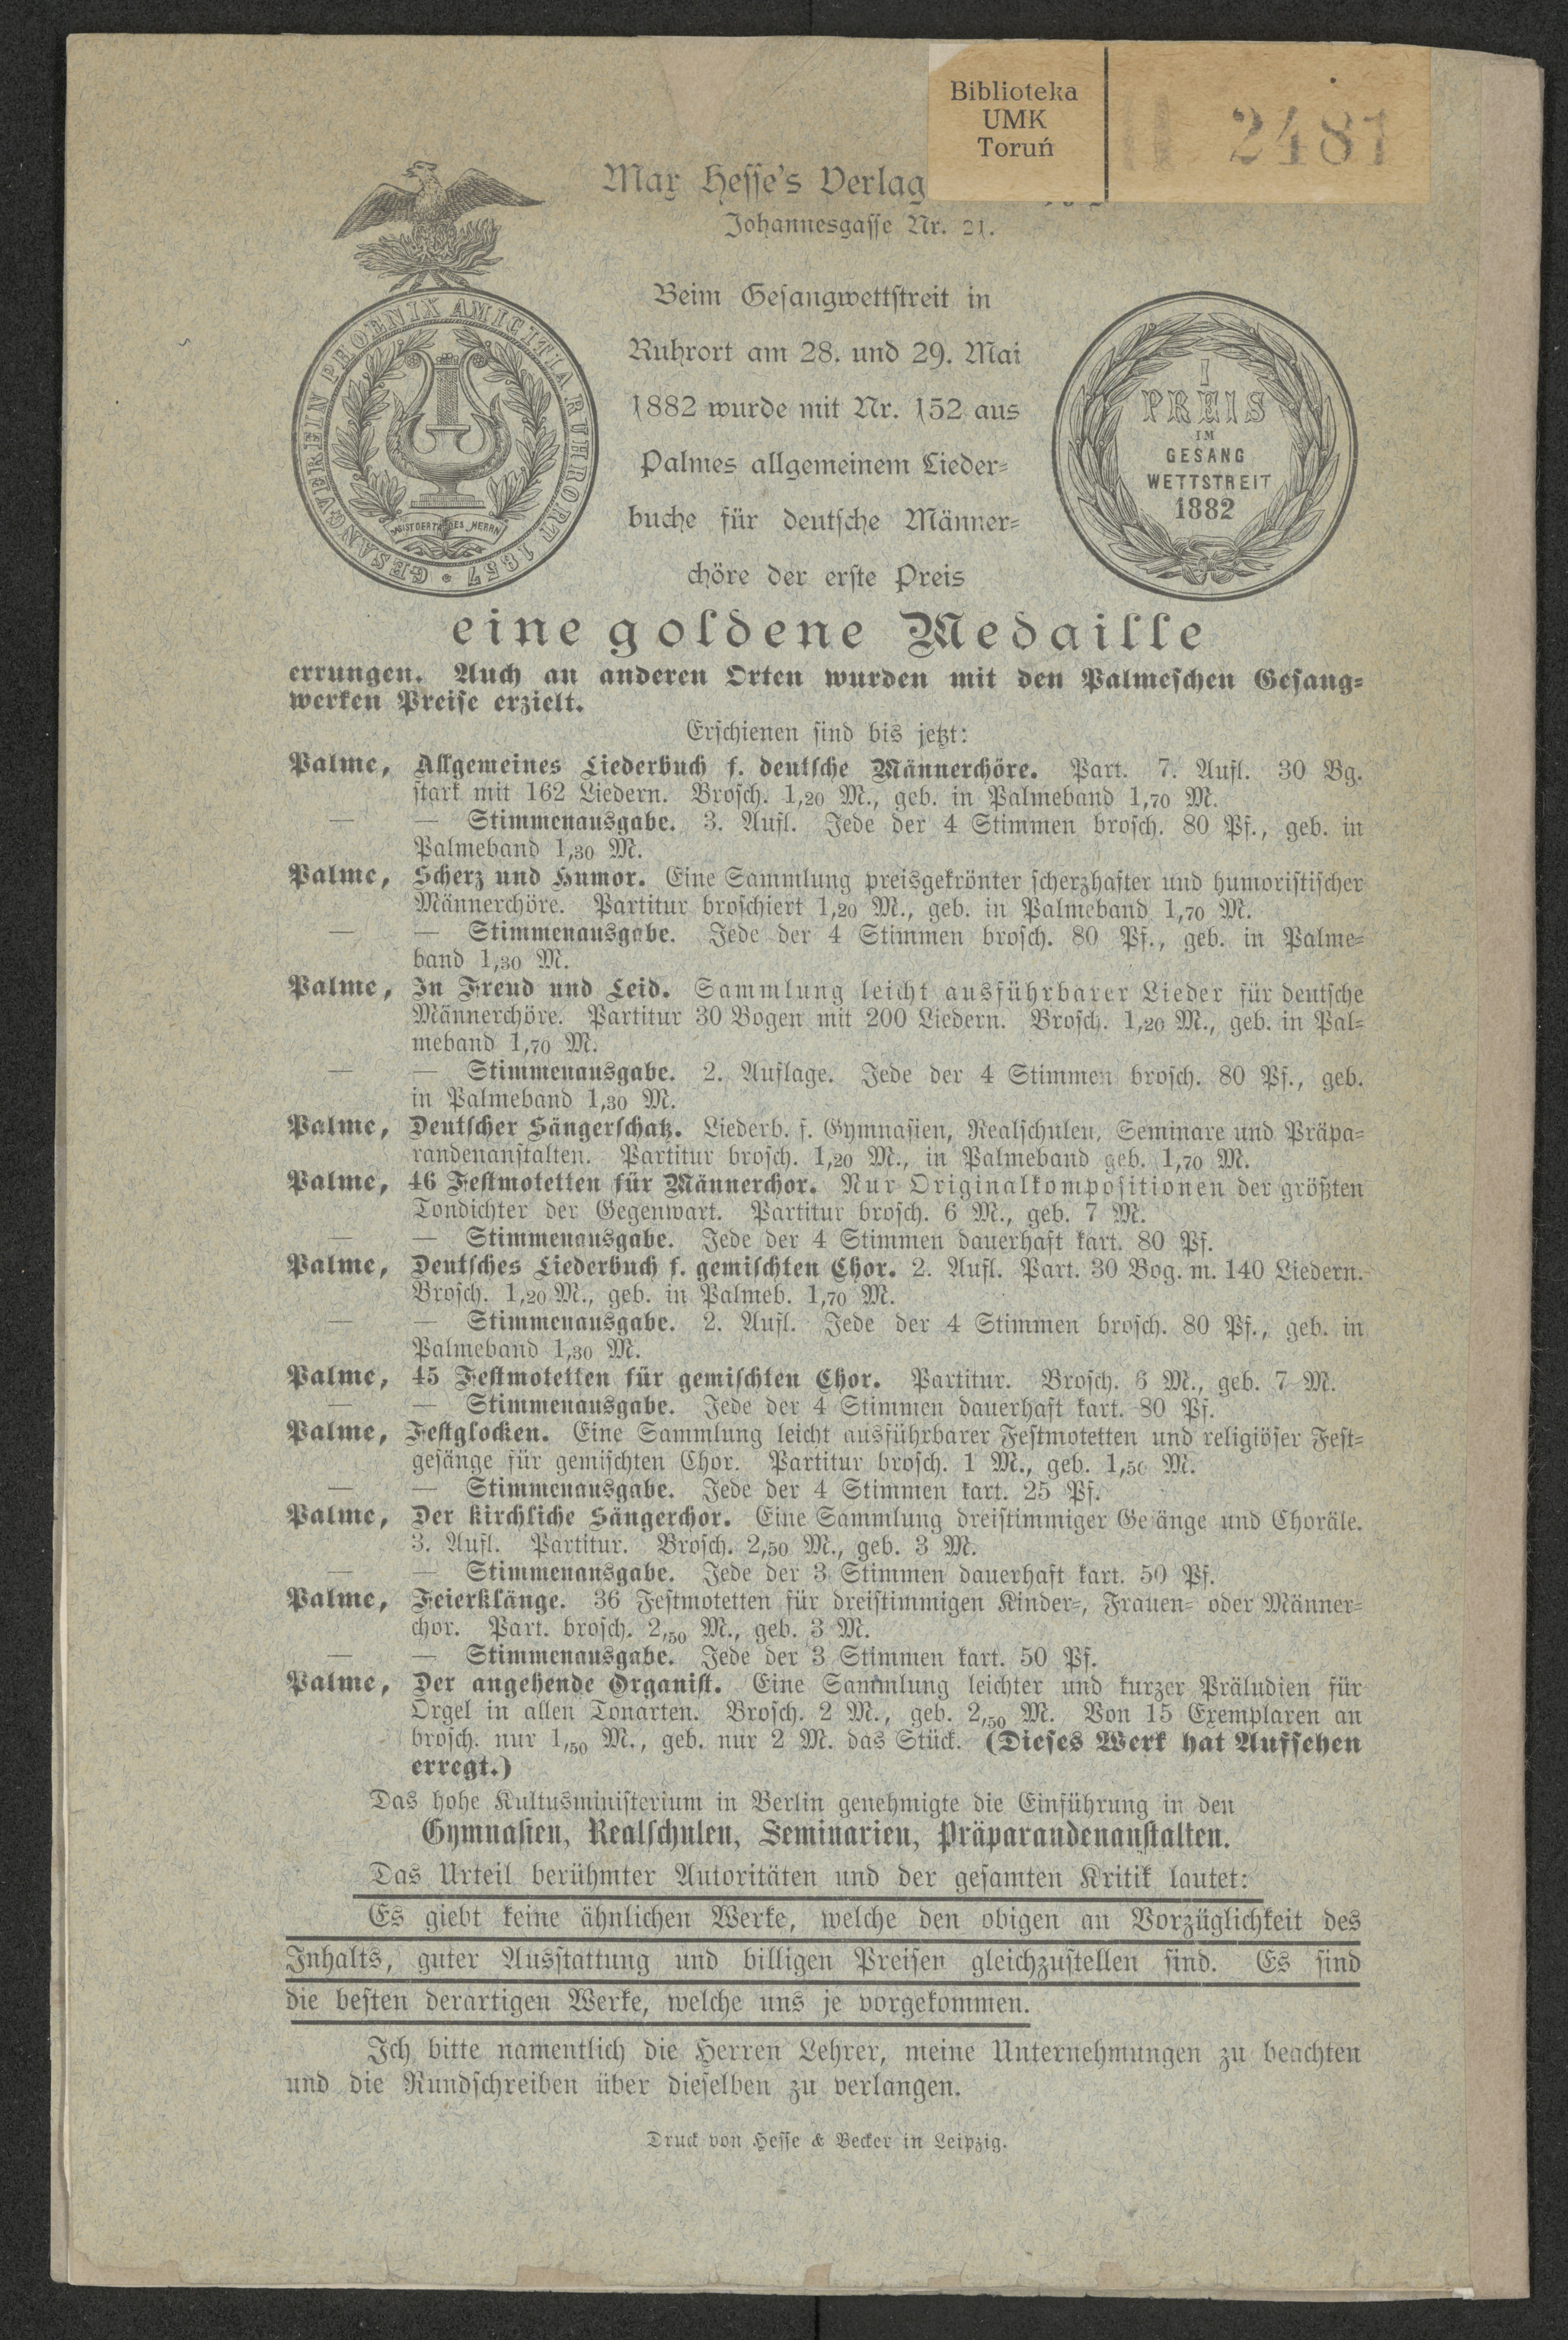 Biblioteka
UMK
Toruń
2481
Max Hesse's Verlag
Johannesgasse Nr. 21.
GESANGVEREIN PHOENIX AMICITIA RUHRORT 1857
I
PREIS
IM
GESANG
WETTSTREIT
1882
Beim Gesangwettstreit in
Ruhrort am 28. und 29. Mai
1882 wurde mit Nr. 152 aus
Palmes allgemeinem Lieder-
buche für deutsche Männer-
chöre der erste Preis
eine goldene Medaille
errungen. Auch an anderen Orten wurden mit den Palmeschen Gesang-
werken Preise erzielt.
Erschienen sind bis jetzt:
Palme, Allgemeines Liederbuch f. deutsche Männerchöre. Part. 7. Aufl. 30 Bg.
stark mit 162 Liedern. Brosch. 1,20 M., geb. in Palmeband 1,70 M.
— — Stimmenausgabe. 3. Aufl. Jede der 4 Stimmen brosch. 80 Pf., geb. in
Palmeband 1,30 M.
Palme, Scherz und Humor. Eine Sammlung preisgekrönter scherzhafter und humoristischer
Männerchöre. Partitur broschiert 1,20 M., geb. in Palmeband 1,70 M.
— — Stimmenausgabe. Jede der 4 Stimmen brosch. 80 Pf., geb. in Palme-
band 1,30 M.
Palme, In Freud und Leid. Sammlung leicht ausführbarer Lieder für deutsche
Männerchöre. Partitur 30 Bogen mit 200 Liedern. Brosch. 1,20 M., geb. in Pal-
meband 1,70 M.
— — Stimmenausgabe. 2. Auflage. Jede der 4 Stimmen brosch. 80 Pf., geb.
in Palmeband 1,30 M.
Palme, Deutscher Sängerschatz. Liederb. f. Gymnasien, Realschulen, Seminare und Präpa-
randenanstalten. Partitur brosch. 1,20 M., in Palmeband geb. 1,70 M.
Palme, 46 Festmotetten für Männerchor. Nur Originalkompositionen der größten
Tondichter der Gegenwart. Partitur brosch. 6 M., geb. 7 M.
— — Stimmenausgabe. Jede der 4 Stimmen dauerhaft kart. 80 Pf.
Palme, Deutsches Liederbuch f. gemischten Chor. 2. Aufl. Part. 30 Bog. m. 140 Liedern.
Brosch. 1,20 M., geb. in Palmeb. 1,70 M.
— — Stimmenausgabe. 2. Aufl. Jede der 4 Stimmen brosch. 80 Pf., geb. in
Palmeband 1,30 M.
Palme, 45 Festmotetten für gemischten Chor. Partitur. Brosch. 6 M., geb. 7 M.
— — Stimmenausgabe. Jede der 4 Stimmen dauerhaft kart. 80 Pf.
Palme, Festglocken. Eine Sammlung leicht ausführbarer Festmotetten und religiöser Fest-
gesänge für gemischten Chor. Partitur brosch. 1 M., geb. 1,50 M.
— — Stimmenausgabe. Jede der 4 Stimmen kart. 25 Pf.
Palme, Der kirchliche Sängerchor. Eine Sammlung dreistimmiger Gesänge und Choräle.
3. Aufl. Partitur. Brosch. 2,50 M., geb. 3 M.
— — Stimmenausgabe. Jede der 3 Stimmen dauerhaft kart. 50 Pf.
Palme, Feierklänge. 36 Festmotetten für dreistimmigen Kinder-, Frauen- oder Männer-
chor. Part. brosch. 2,50 M., geb. 3 M.
— — Stimmenausgabe. Jede der 3 Stimmen kart. 50 Pf.
Palme, Der angehende Organist. Eine Sammlung leichter und kurzer Präludien für
Orgel in allen Tonarten. Brosch. 2 M., geb. 2,50 M. Von 15 Exemplaren an
brosch. nur 1,50 M., geb. nur 2 M. das Stück. (Dieses Werk hat Aufsehen
erregt.)
Das hohe Kultusministerium in Berlin genehmigte die Einführung in den
Gymnasien, Realschulen, Seminarien, Präparandenanstalten.
Das Urteil berühmter Autoritäten und der gesamten Kritik lautet:
Es giebt keine ähnlichen Werke, welche den obigen an Vorzüglichkeit des
Inhalts, guter Ausstattung und billigen Preisen gleichzustellen sind. Es sind
die besten derartigen Werke, welche uns je vorgekommen.
Ich bitte namentlich die Herren Lehrer, meine Unternehmungen zu beachten
und die Rundschreiben über dieselben zu verlangen.
Druck von Hesse & Becker in Leipzig.